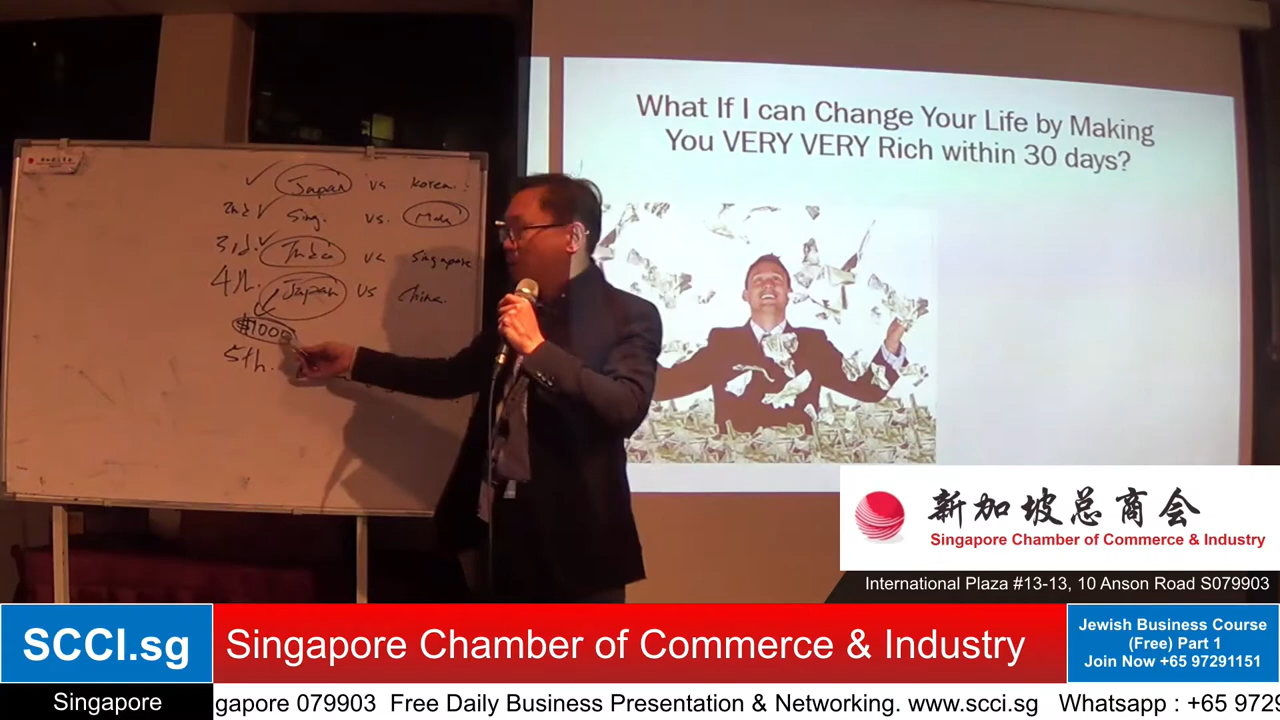 What If I can Change Your Life by Making
You VERY VERY Rich within 30 days?
✓ Japan vs Korea.
2nd ✓ Sing. vs.
3rd. ✓ India vs Singapore
4th. Japan vs China.
$1000
5th.
新加坡总商会
Singapore Chamber of Commerce & Industry
International Plaza #13-13, 10 Anson Road S079903
SCCI.sg
Singapore Chamber of Commerce & Industry
Jewish Business Course
(Free) Part 1
Join Now +65 97291151
Singapore
gapore 079903 Free Daily Business Presentation & Networking. www.scci.sg Whatsapp : +65 9729